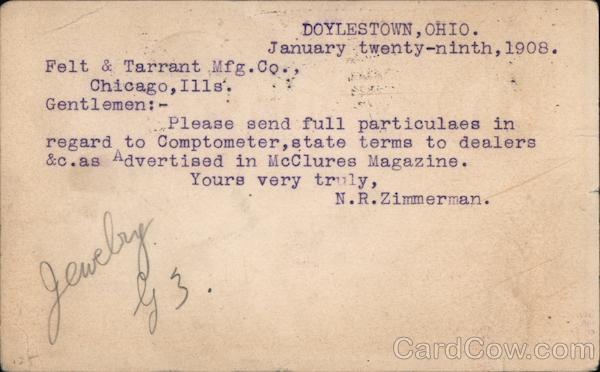 DOYLESTOWN,OHIO.
January twenty-ninth,1908.
Felt & Tarrant Mfg.Co.,
Chicago,Ills.
Gentlemen:-
Please send full particulaes in
regard to Comptometer,state terms to dealers
&c.as Advertised in McClures Magazine.
Yours very truly,
N.R.Zimmerman.
Jewelry
G 3.
CardCow.com